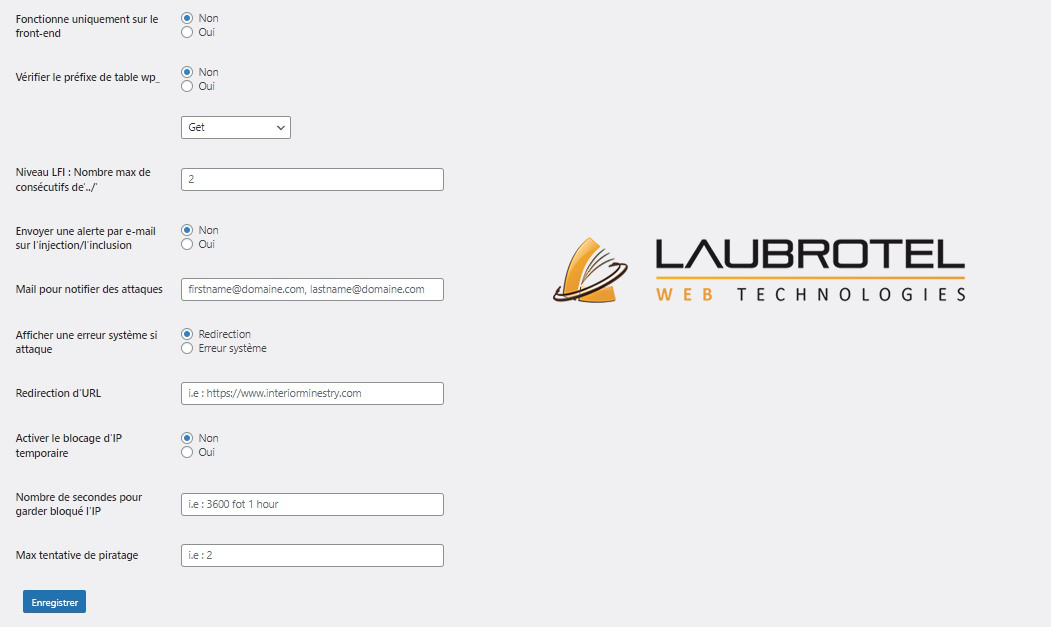 Fonctionne uniquement sur le
front-end
Non
Oui
Vérifier le préfixe de table wp_
Non
Oui
Get
Niveau LFI : Nombre max de
consécutifs de'../'
2
Envoyer une alerte par e-mail
sur l'injection/l'inclusion
Non
Oui
Mail pour notifier des attaques
firstname@domaine.com, lastname@domaine.com
Afficher une erreur système si
attaque
Redirection
Erreur système
Redirection d'URL
i.e : https://www.interiorminestry.com
Activer le blocage d'IP
temporaire
Non
Oui
Nombre de secondes pour
garder bloqué l'IP
i.e : 3600 fot 1 hour
Max tentative de piratage
i.e : 2
Enregistrer
LAUBROTEL
WEB TECHNOLOGIES